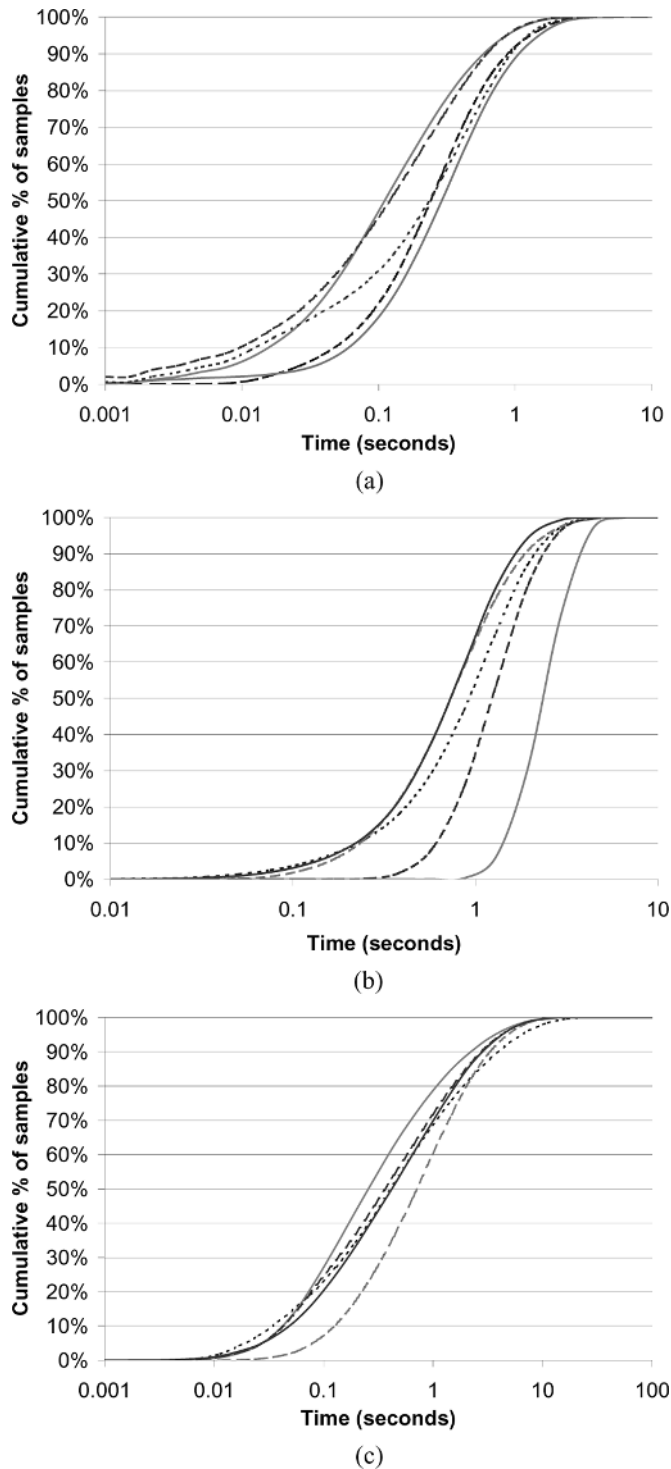 100%
90%
80%
70%
60%
50%
40%
30%
20%
10%
0%
Cumulative % of samples
0.001 0.01 0.1 1 10
Time (seconds)
(a)
100%
90%
80%
70%
60%
50%
40%
30%
20%
10%
0%
Cumulative % of samples
0.01 0.1 1 10
Time (seconds)
(b)
100%
90%
80%
70%
60%
50%
40%
30%
20%
10%
0%
Cumulative % of samples
0.001 0.01 0.1 1 10 100
Time (seconds)
(c)